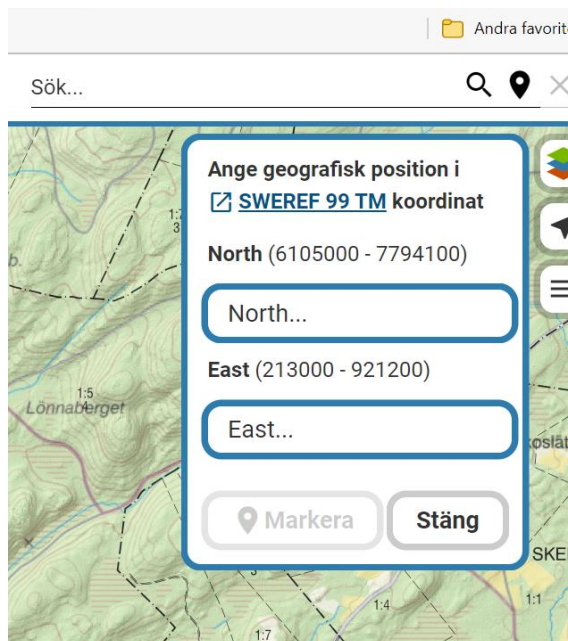 Andra favorit
Sök...
Ange geografisk position i
SWEREF 99 TM koordinat
North (6105000 - 7794100)
North...
East (213000 - 921200)
East...
Markera
Stäng
b.
1:5
4
Lönnaberget
SKE
1:4
1:1
1:7